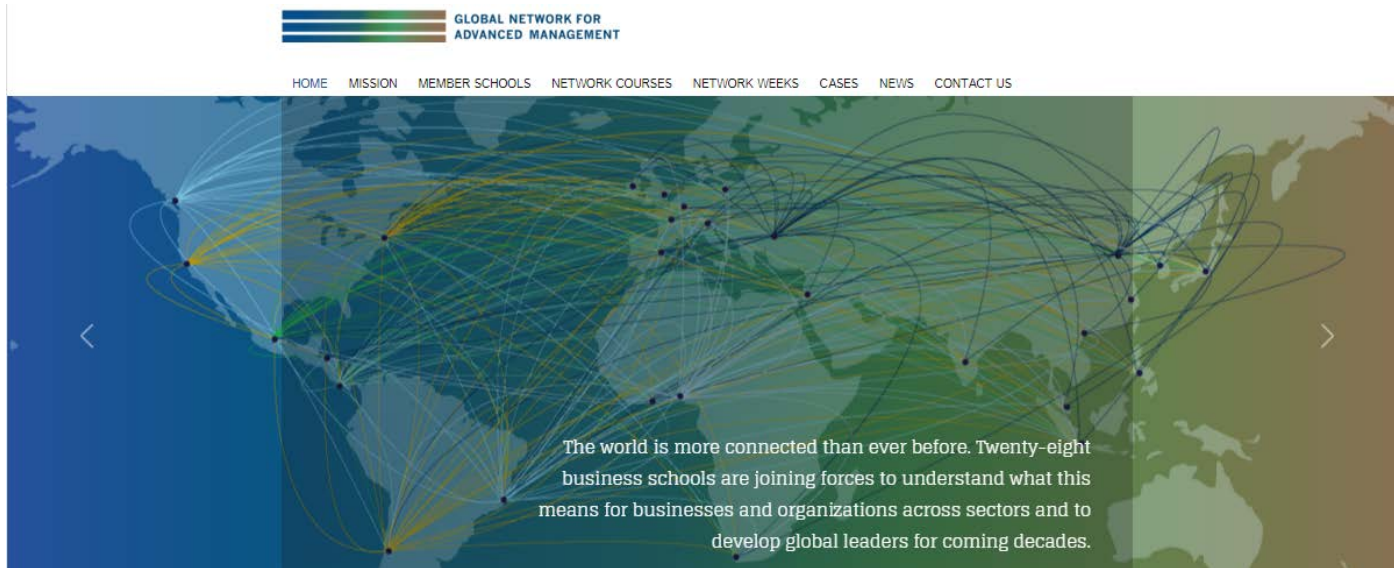 GLOBAL NETWORK FOR
ADVANCED MANAGEMENT
HOME MISSION MEMBER SCHOOLS NETWORK COURSES NETWORK WEEKS CASES NEWS CONTACT US
The world is more connected than ever before. Twenty-eight
business schools are joining forces to understand what this
means for businesses and organizations across sectors and to
develop global leaders for coming decades.